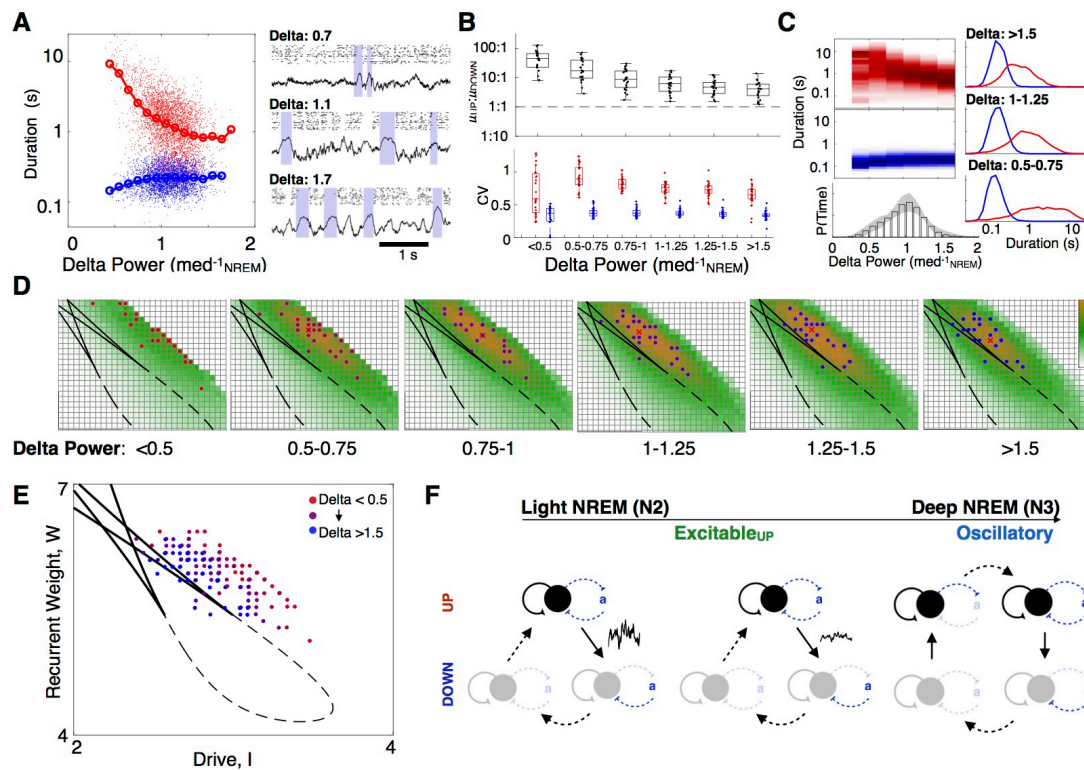 A
Duration (s)
10
1
0.1
0
1
2
Delta Power (med-1NREM)
Delta: 0.7
Delta: 1.1
Delta: 1.7
1 s
B
100:1
10:1
1:1
1:10
CV
1
0.5
0
<0.5
0.5-0.75
0.75-1
1-1.25
1.25-1.5
>1.5
Delta Power (med-1NREM)
C
Duration (s)
10
1
0.1
10
1
0.1
P[Time]
0
0.5
1
1.5
2
Delta Power (med-1NREM)
Delta: >1.5
Delta: 1-1.25
Delta: 0.5-0.75
0.1
1
10
Duration (s)
D
Delta Power: <0.5
0.5-0.75
0.75-1
1-1.25
1.25-1.5
>1.5
E
7
Recurrent Weight, W
4
2
4
Drive, I
Delta < 0.5
Delta >1.5
F
Light NREM (N2)
Deep NREM (N3)
ExcitableUP
Oscillatory
UP
DOWN
a
a
a
a
a
a
a
a
a
a